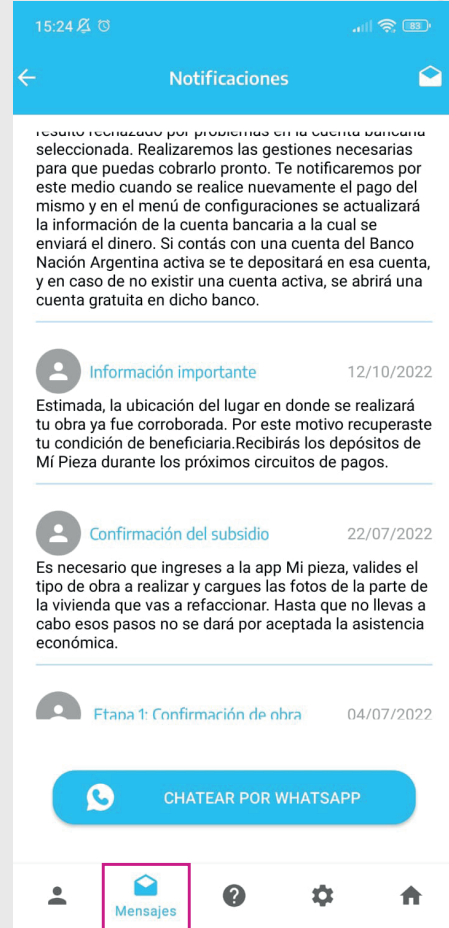 15:24
83
Notificaciones
resultó rechazado por problemas en la cuenta bancaria
seleccionada. Realizaremos las gestiones necesarias
para que puedas cobrarlo pronto. Te notificaremos por
este medio cuando se realice nuevamente el pago del
mismo y en el menú de configuraciones se actualizará
la información de la cuenta bancaria a la cual se
enviará el dinero. Si contás con una cuenta del Banco
Nación Argentina activa se te depositará en esa cuenta,
y en caso de no existir una cuenta activa, se abrirá una
cuenta gratuita en dicho banco.
Información importante 12/10/2022
Estimada, la ubicación del lugar en donde se realizará
tu obra ya fue corroborada. Por este motivo recuperaste
tu condición de beneficiaria.Recibirás los depósitos de
Mí Pieza durante los próximos circuitos de pagos.
Confirmación del subsidio 22/07/2022
Es necesario que ingreses a la app Mi pieza, valides el
tipo de obra a realizar y cargues las fotos de la parte de
la vivienda que vas a refaccionar. Hasta que no llevas a
cabo esos pasos no se dará por aceptada la asistencia
económica.
Etapa 1: Confirmación de obra 04/07/2022
CHATEAR POR WHATSAPP
Mensajes